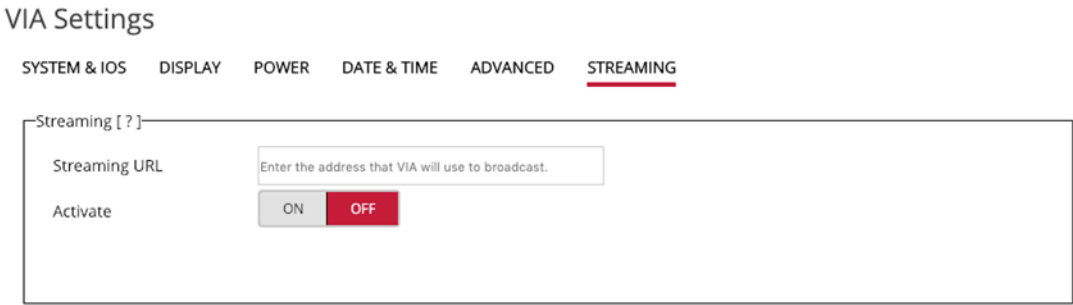 VIA Settings
SYSTEM & IOS DISPLAY POWER DATE & TIME ADVANCED STREAMING
Streaming [ ? ]
Streaming URL Enter the address that VIA will use to broadcast.
Activate ON OFF